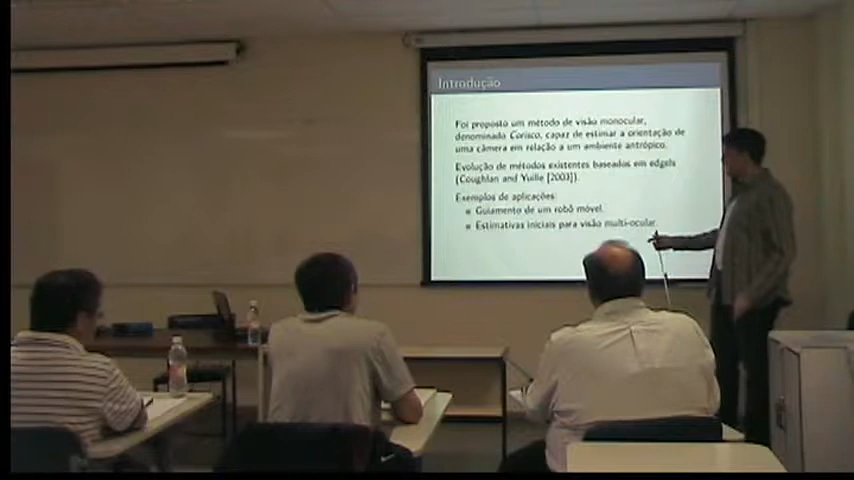 Introdução
Foi proposto um método de visão monocular,
denominado Corisco, capaz de estimar a orientação de
uma câmera em relação a um ambiente antrópico.
Evolução de métodos existentes baseados em edgels
(Coughlan and Yuille [2003]).
Exemplos de aplicações:
Guiamento de um robô móvel.
Estimativas iniciais para visão multi-ocular.